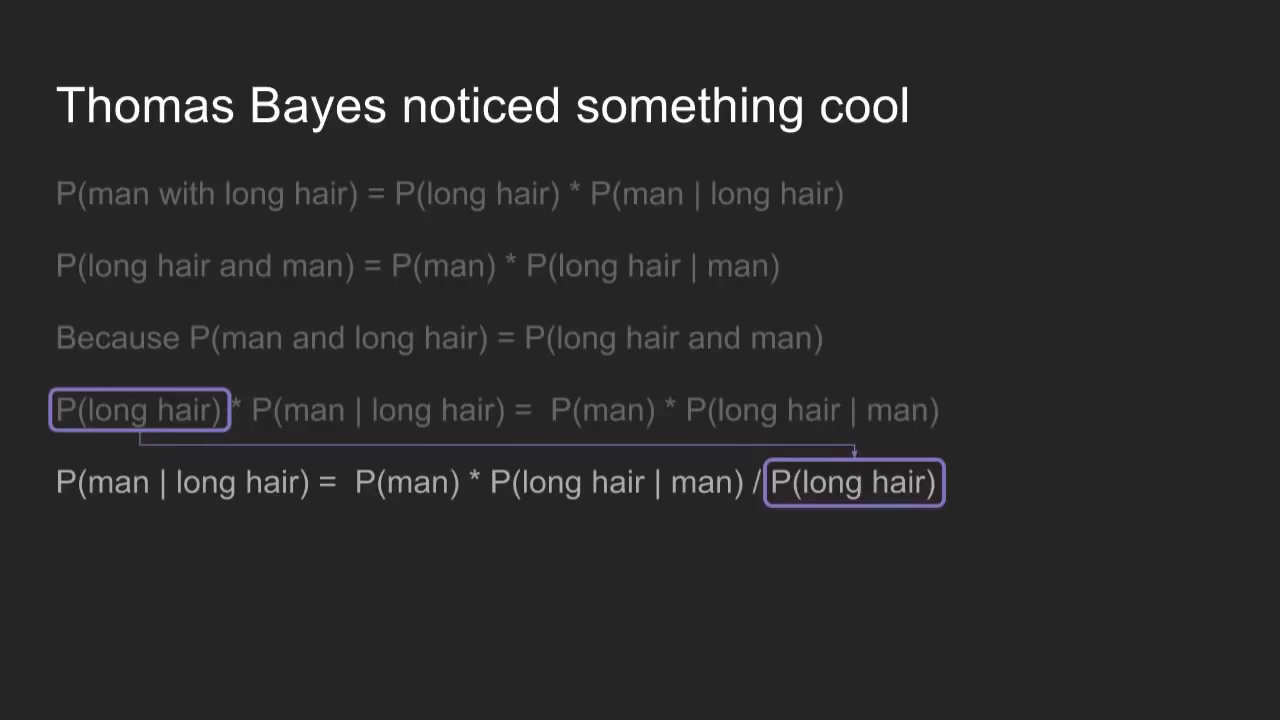 Thomas Bayes noticed something cool
P(man with long hair) = P(long hair) * P(man | long hair)
P(long hair and man) = P(man) * P(long hair | man)
Because P(man and long hair) = P(long hair and man)
P(long hair) * P(man | long hair) = P(man) * P(long hair | man)
P(man | long hair) = P(man) * P(long hair | man) / P(long hair)